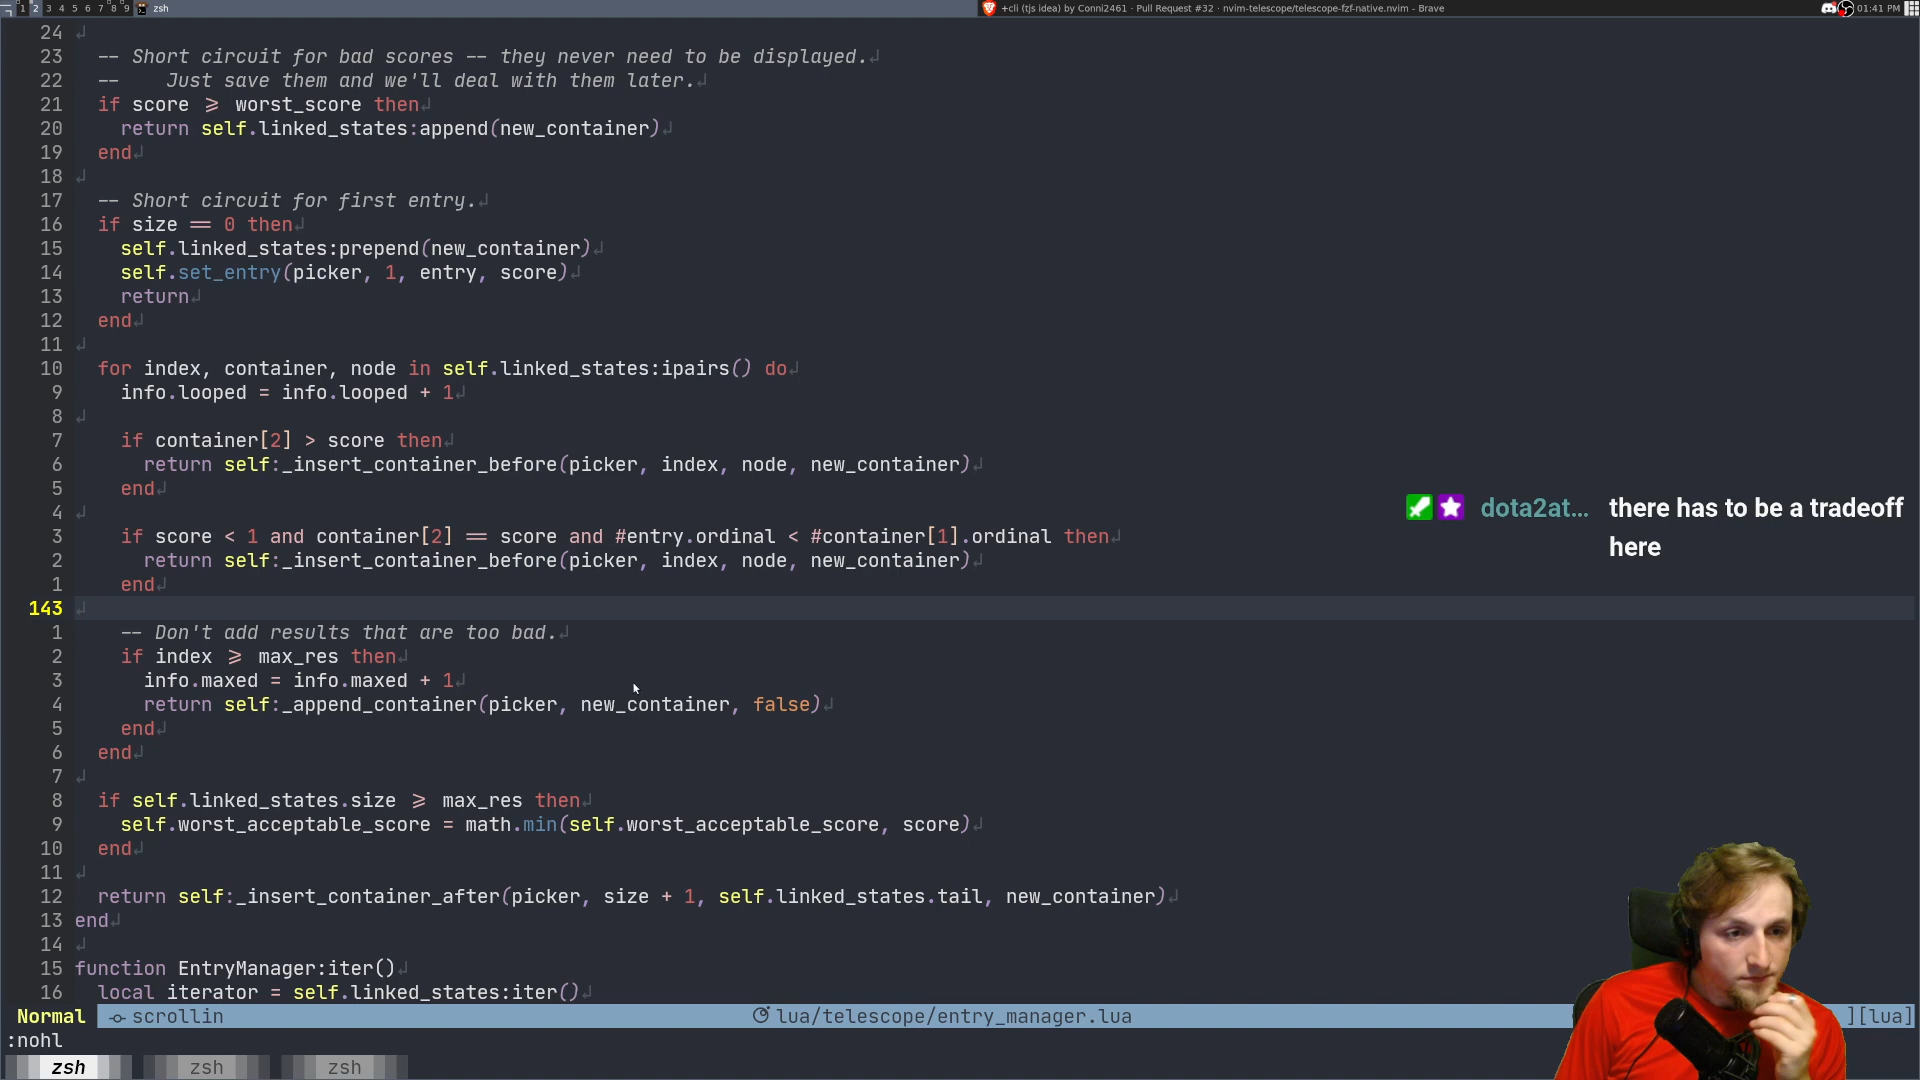 1 2 3 4 5 6 7 8 9 zsh
+cli (tjs idea) by Conni2461 · Pull Request #32 · nvim-telescope/telescope-fzf-native.nvim - Brave
01:41 PM
24
23 -- Short circuit for bad scores -- they never need to be displayed.
22 --    Just save them and we'll deal with them later.
21 if score >= worst_score then
20 return self.linked_states:append(new_container)
19 end
18
17 -- Short circuit for first entry.
16 if size == 0 then
15 self.linked_states:prepend(new_container)
14 self.set_entry(picker, 1, entry, score)
13 return
12 end
11
10 for index, container, node in self.linked_states:ipairs() do
9 info.looped = info.looped + 1
8
7 if container[2] > score then
6 return self:_insert_container_before(picker, index, node, new_container)
5 end
4
3 if score < 1 and container[2] == score and #entry.ordinal < #container[1].ordinal then
2 return self:_insert_container_before(picker, index, node, new_container)
1 end
143
1 -- Don't add results that are too bad.
2 if index >= max_res then
3 info.maxed = info.maxed + 1
4 return self:_append_container(picker, new_container, false)
5 end
6 end
7
8 if self.linked_states.size >= max_res then
9 self.worst_acceptable_score = math.min(self.worst_acceptable_score, score)
10 end
11
12 return self:_insert_container_after(picker, size + 1, self.linked_states.tail, new_container)
13 end
14
15 function EntryManager:iter()
16 local iterator = self.linked_states:iter()
dota2at... there has to be a tradeoff
here
Normal scrollin lua/telescope/entry_manager.lua ][lua]
:nohl
zsh zsh zsh